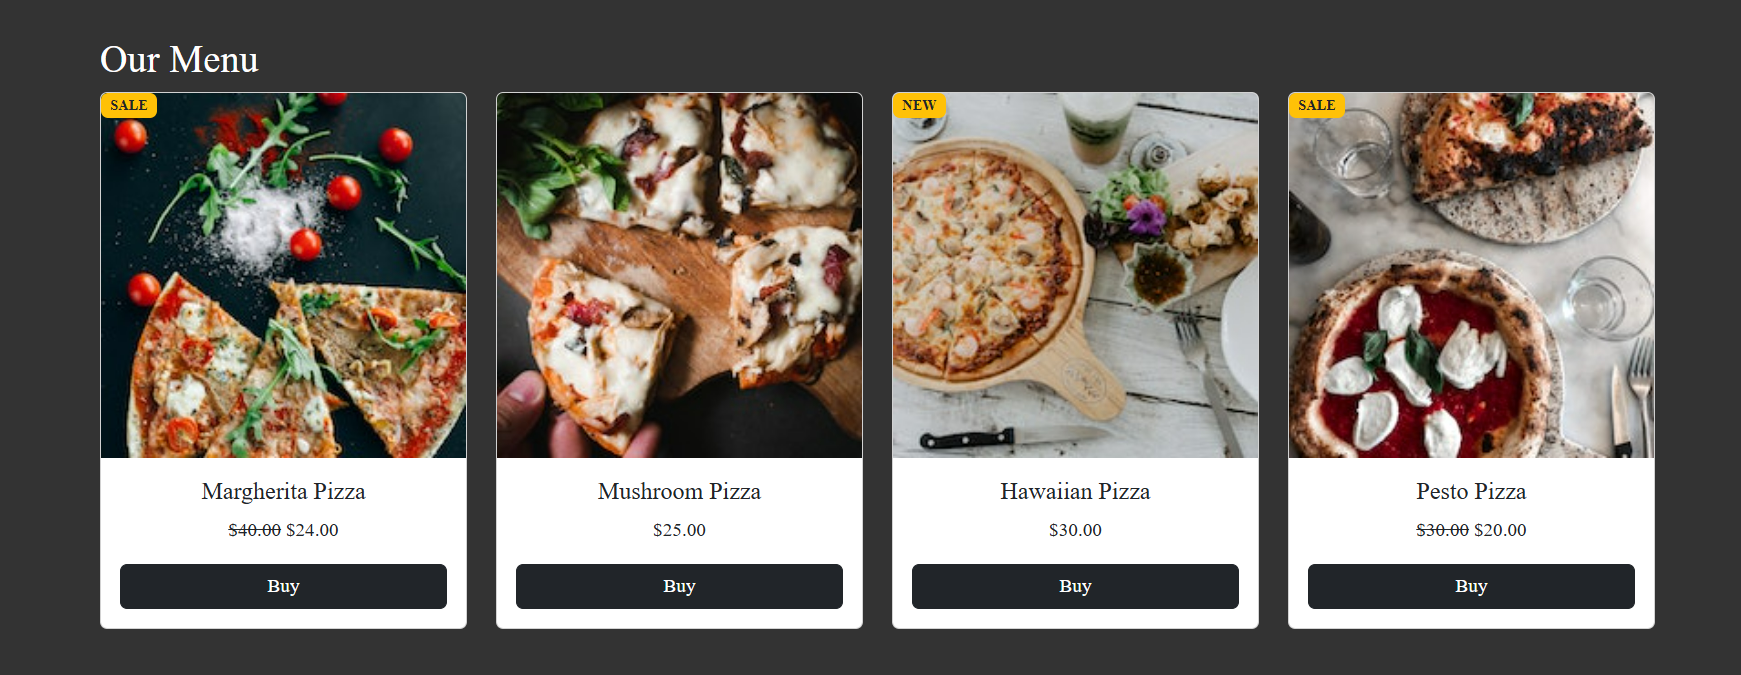 Our Menu
SALE
Margherita Pizza
$40.00 $24.00
Buy
Mushroom Pizza
$25.00
Buy
NEW
Hawaiian Pizza
$30.00
Buy
SALE
Pesto Pizza
$30.00 $20.00
Buy